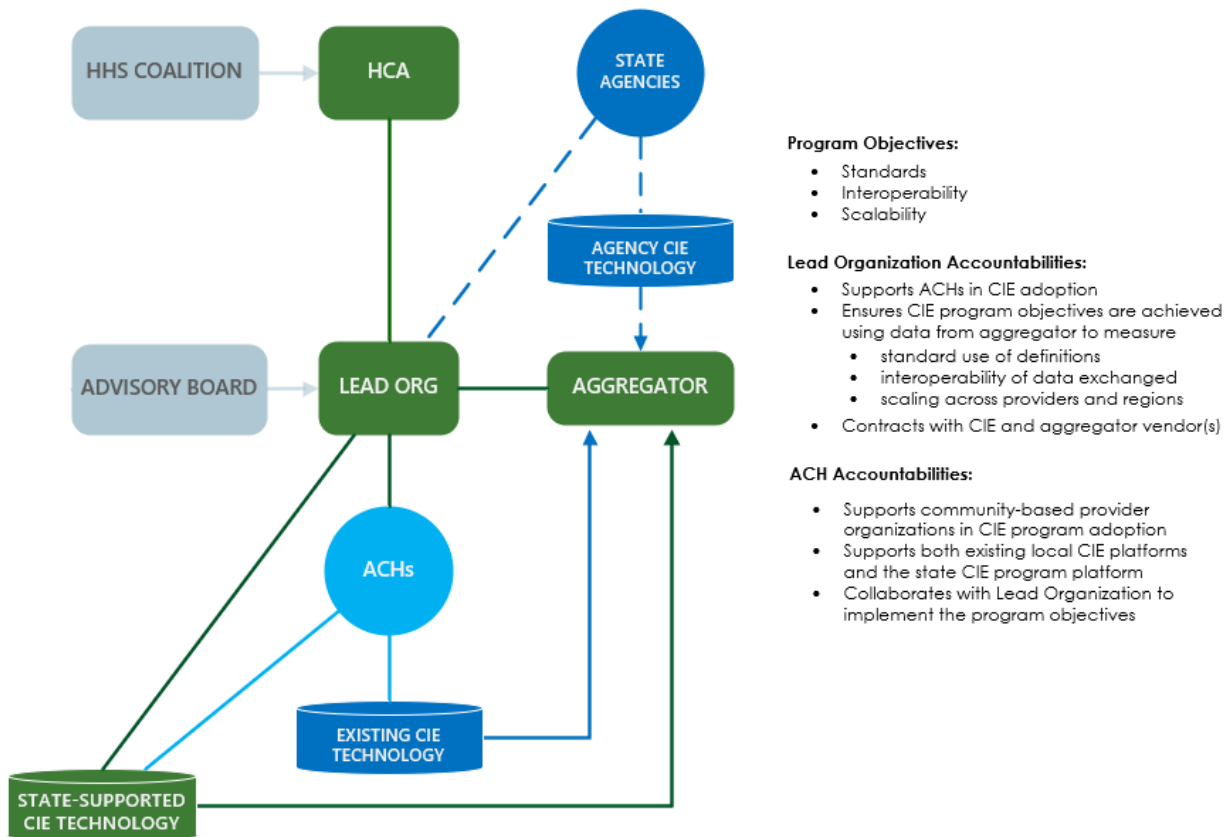 HHS COALITION
HCA
STATE
AGENCIES
AGENCY CIE
TECHNOLOGY
ADVISORY BOARD
LEAD ORG
AGGREGATOR
ACHs
EXISTING CIE
TECHNOLOGY
STATE-SUPPORTED
CIE TECHNOLOGY
Program Objectives:
• Standards
• Interoperability
• Scalability
Lead Organization Accountabilities:
• Supports ACHs in CIE adoption
• Ensures CIE program objectives are achieved
using data from aggregator to measure
• standard use of definitions
• interoperability of data exchanged
• scaling across providers and regions
• Contracts with CIE and aggregator vendor(s)
ACH Accountabilities:
• Supports community-based provider
organizations in CIE program adoption
• Supports both existing local CIE platforms
and the state CIE program platform
• Collaborates with Lead Organization to
implement the program objectives